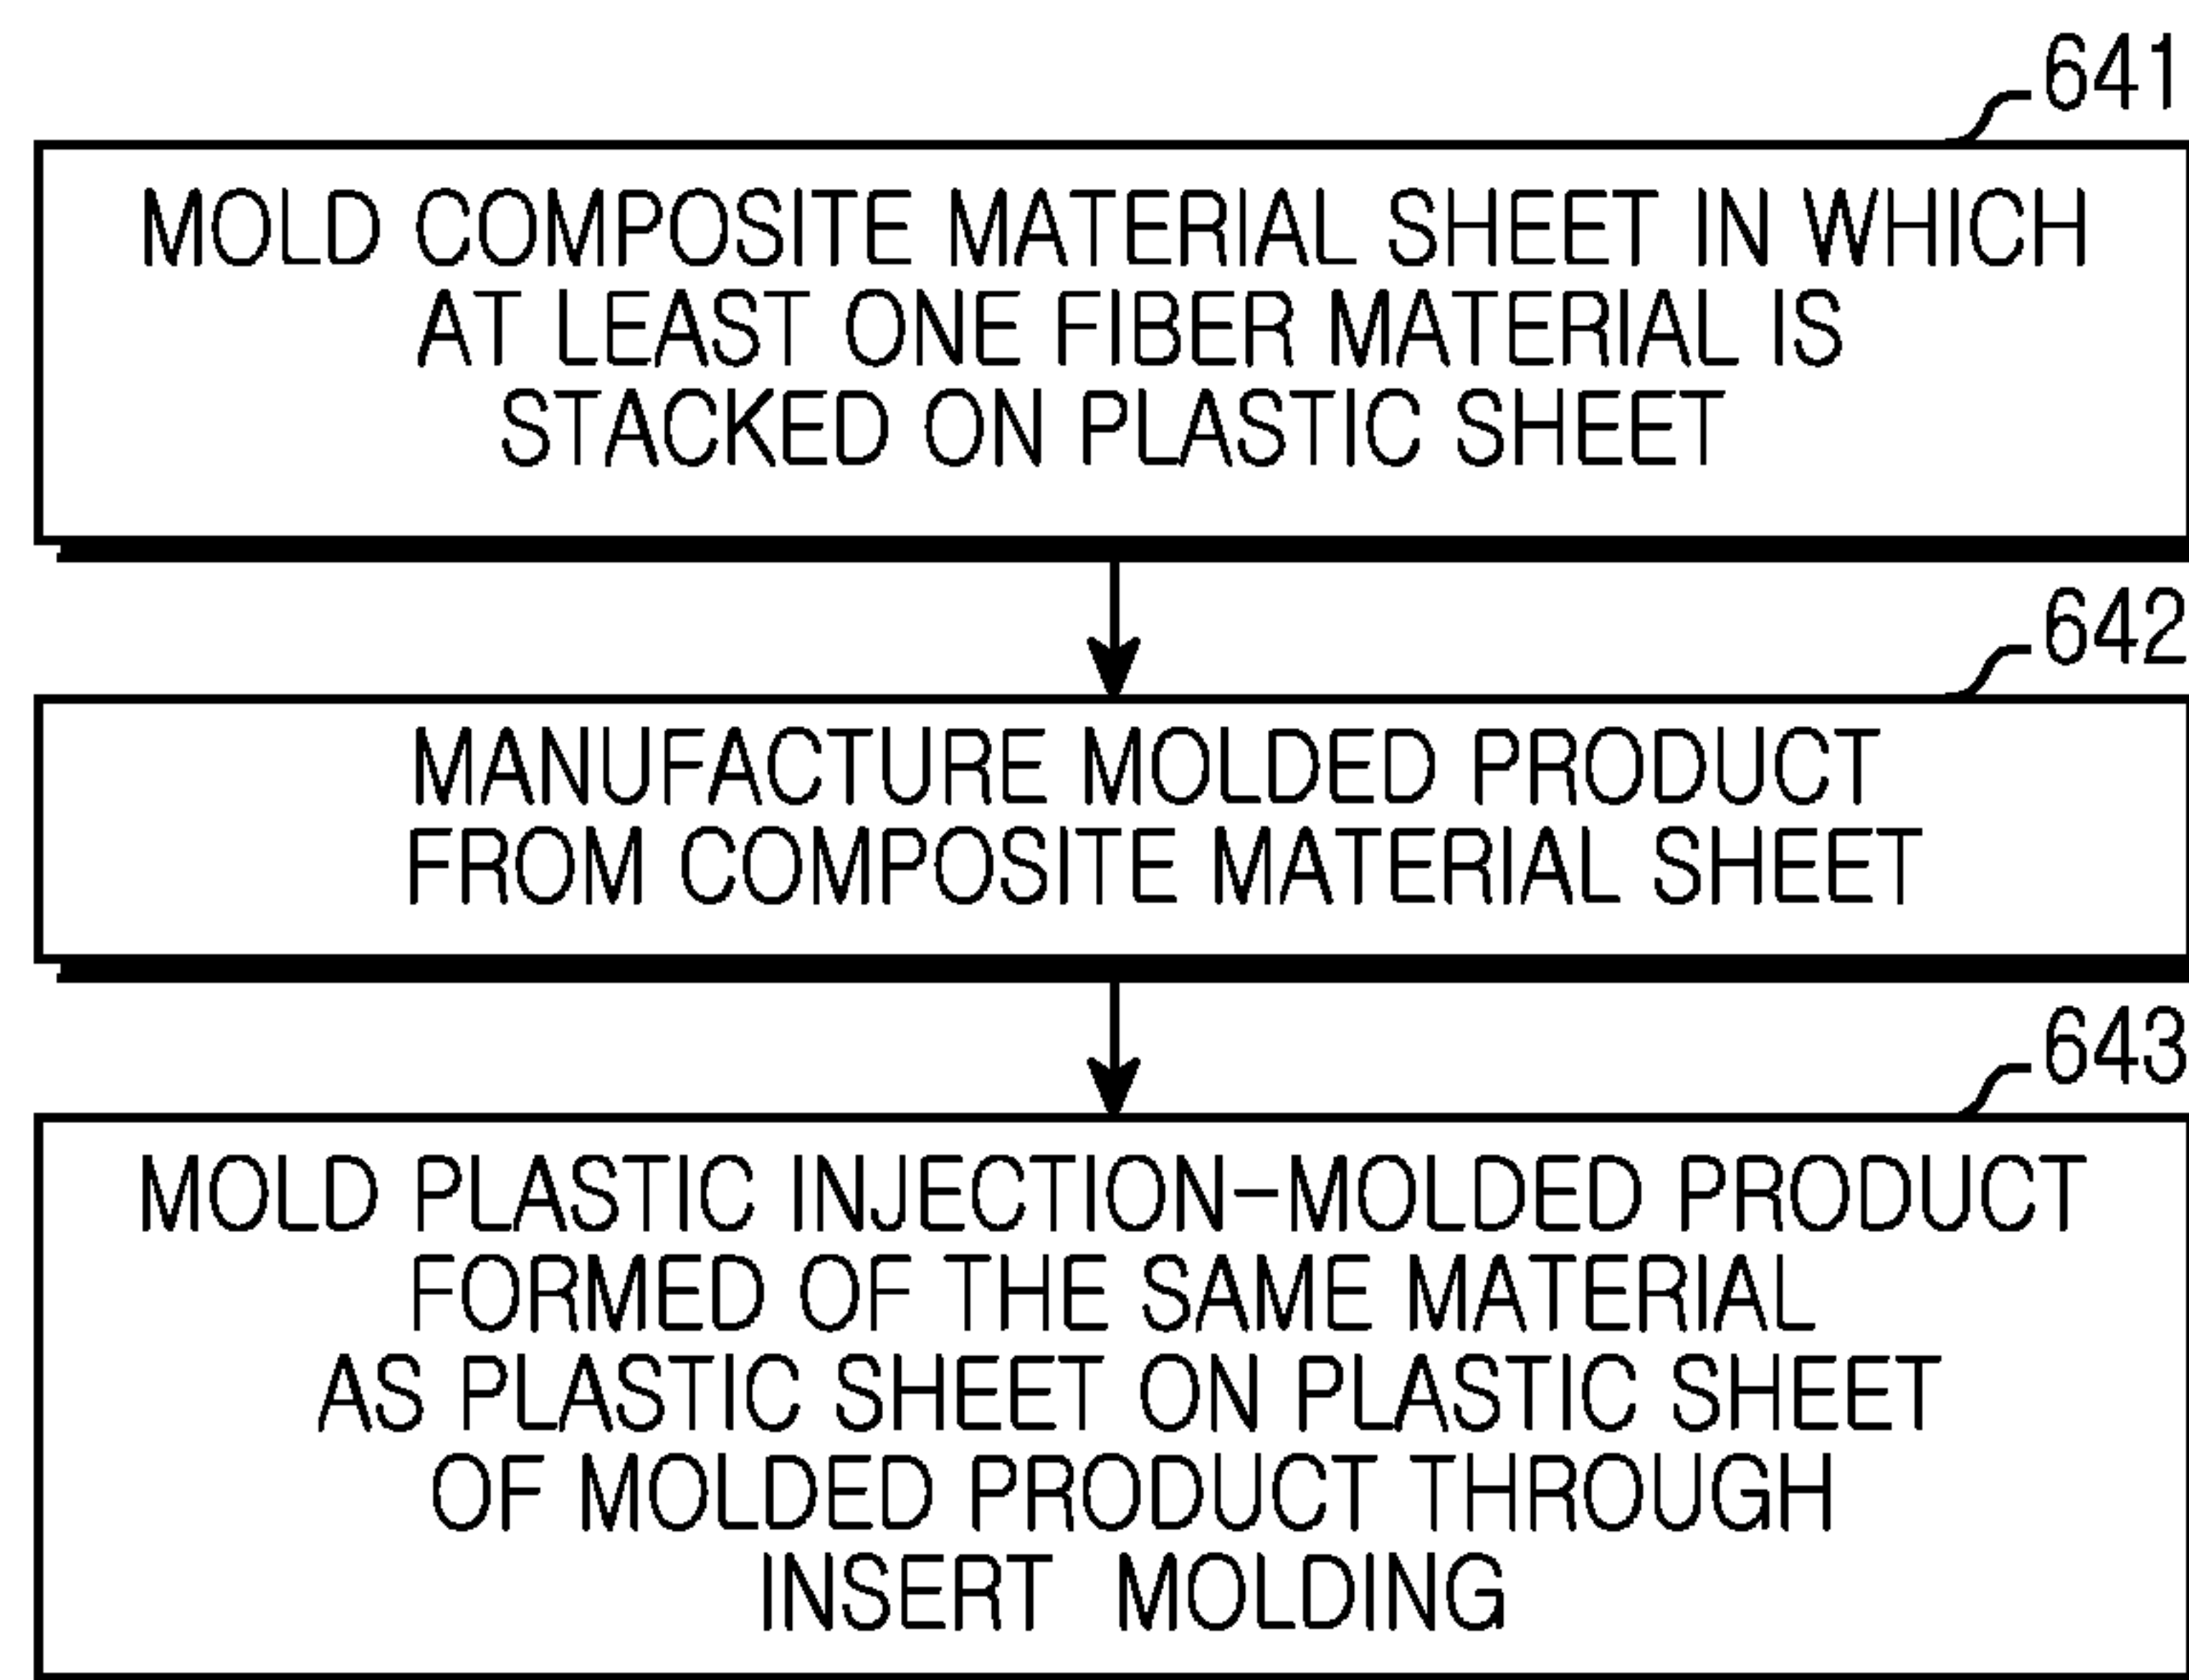 641
MOLD COMPOSITE MATERIAL SHEET IN WHICH
AT LEAST ONE FIBER MATERIAL IS
STACKED ON PLASTIC SHEET
642
MANUFACTURE MOLDED PRODUCT
FROM COMPOSITE MATERIAL SHEET
643
MOLD PLASTIC INJECTION-MOLDED PRODUCT
FORMED OF THE SAME MATERIAL
AS PLASTIC SHEET ON PLASTIC SHEET
OF MOLDED PRODUCT THROUGH
INSERT MOLDING